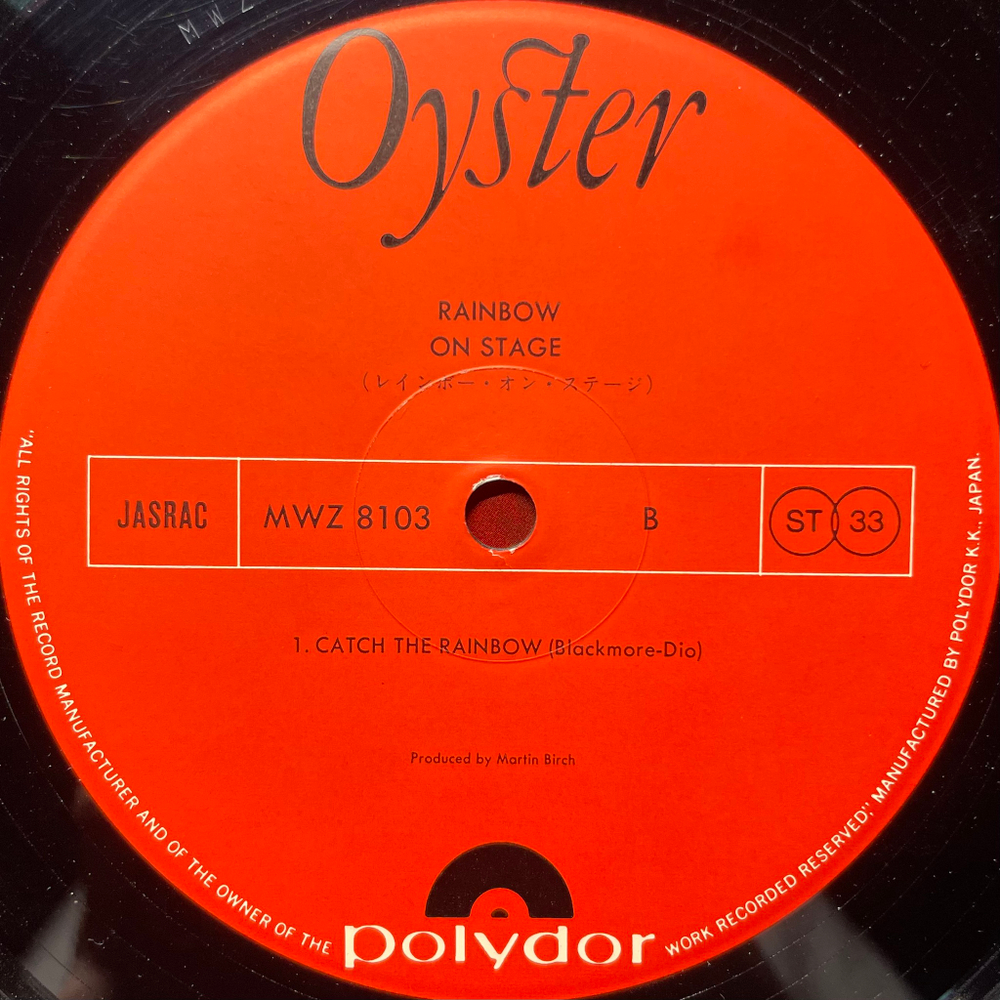 MWZ
Oyster
RAINBOW
ON STAGE
(レインボー・オン・ステージ)
JASRAC
MWZ 8103
B
ST 33
1. CATCH THE RAINBOW (Blackmore-Dio)
Produced by Martin Birch
polydor
"ALL RIGHTS OF THE RECORD MANUFACTURER AND OF THE OWNER OF THE WORK RECORDED RESERVED," MANUFACTURED BY POLYDOR K.K., JAPAN.